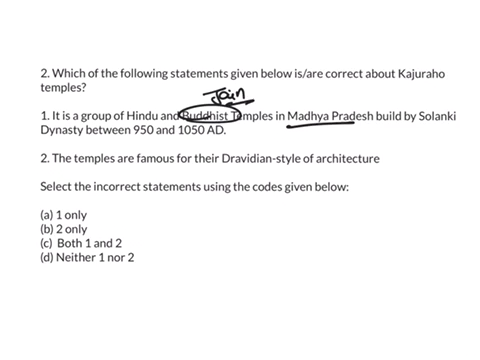 2. Which of the following statements given below is/are correct about Kajuraho
temples?
Jain
1. It is a group of Hindu and Buddhist Temples in Madhya Pradesh build by Solanki
Dynasty between 950 and 1050 AD.
2. The temples are famous for their Dravidian-style of architecture
Select the incorrect statements using the codes given below:
(a) 1 only
(b) 2 only
(c) Both 1 and 2
(d) Neither 1 nor 2